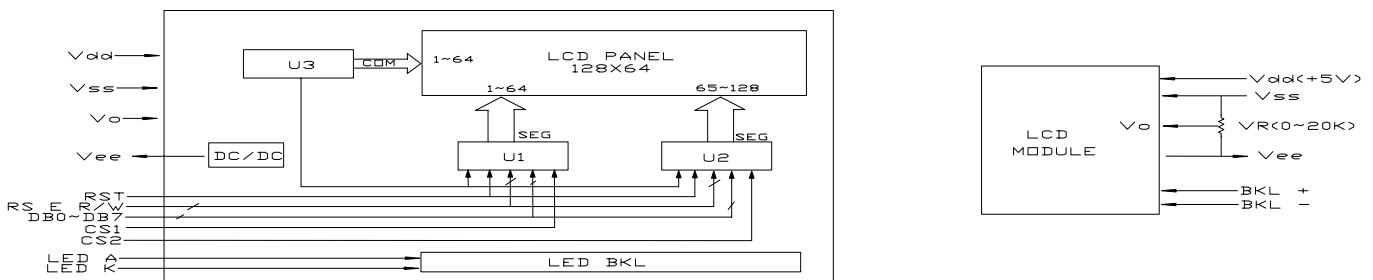 Vdd
Vss
Vo
Vee
U3
COM
1~64
LCD PANEL
128X64
1~64
65~128
SEG
SEG
DC/DC
U1
U2
RST
RS E R/W
DB0~DB7
CS1
CS2
LED A
LED K
LED BKL
LCD
MODULE
Vo
Vdd(+5V)
Vss
VR(0~20K)
Vee
BKL +
BKL -